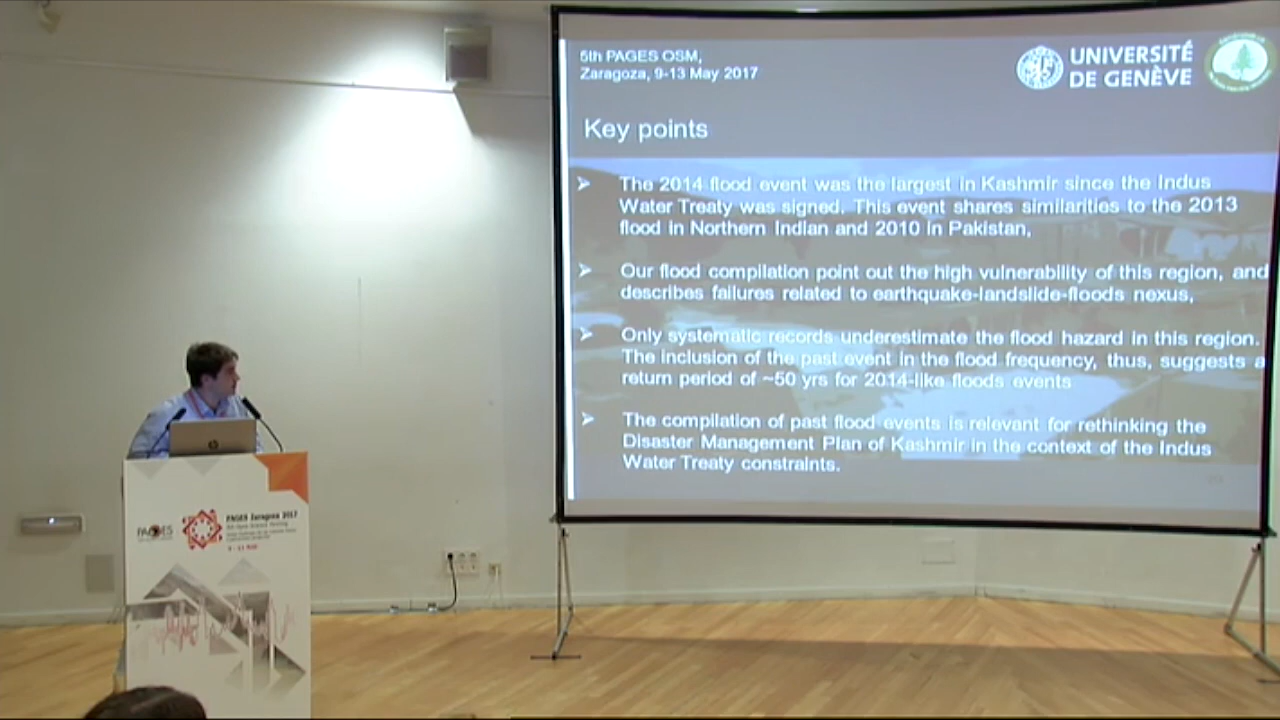 5th PAGES OSM,
Zaragoza, 9-13 May 2017
UNIVERSITÉ
DE GENÈVE
Key points
The 2014 flood event was the largest in Kashmir since the Indus
Water Treaty was signed. This event shares similarities to the 2013
flood in Northern Indian and 2010 in Pakistan,
Our flood compilation point out the high vulnerability of this region, and
describes failures related to earthquake-landslide-floods nexus,
Only systematic records underestimate the flood hazard in this region.
The inclusion of the past event in the flood frequency, thus, suggests a
return period of ~50 yrs for 2014-like floods events
The compilation of past flood events is relevant for rethinking the
Disaster Management Plan of Kashmir in the context of the Indus
Water Treaty constraints.
hp
PAGES
PAGES Zaragoza 2017
5th Open Science Meeting